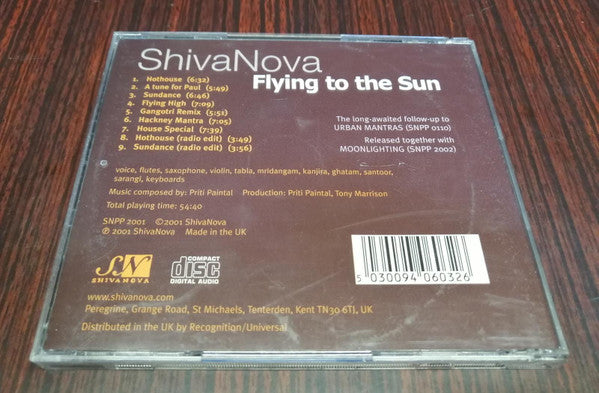 ShivaNova
Flying to the Sun
1. Hothouse (6:32)
2. A tune for Paul (5:49)
3. Sundance (6:46)
4. Flying High (7:09)
5. Gangotri Remix (5:51)
6. Hackney Mantra (7:05)
7. House Special (7:39)
8. Hothouse (radio edit) (3:49)
9. Sundance (radio edit) (3:56)
The long-awaited follow-up to
URBAN MANTRAS (SNPP 0110)
Released together with
MOONLIGHTING (SNPP 2002)
voice, flutes, saxophone, violin, tabla, mridangam, kanjira, ghatam, santoor,
sarangi, keyboards
Music composed by: Priti Paintal Production: Priti Paintal, Tony Marrison
Total playing time: 54:40
SNPP 2001 ©2001 ShivaNova
℗ 2001 ShivaNova Made in the UK
SN
SHIVANOVA
COMPACT
disc
DIGITAL AUDIO
5 030094 060326
www.shivanova.com
Peregrine, Grange Road, St Michaels, Tenterden, Kent TN30 6TJ, UK
Distributed in the UK by Recognition/Universal